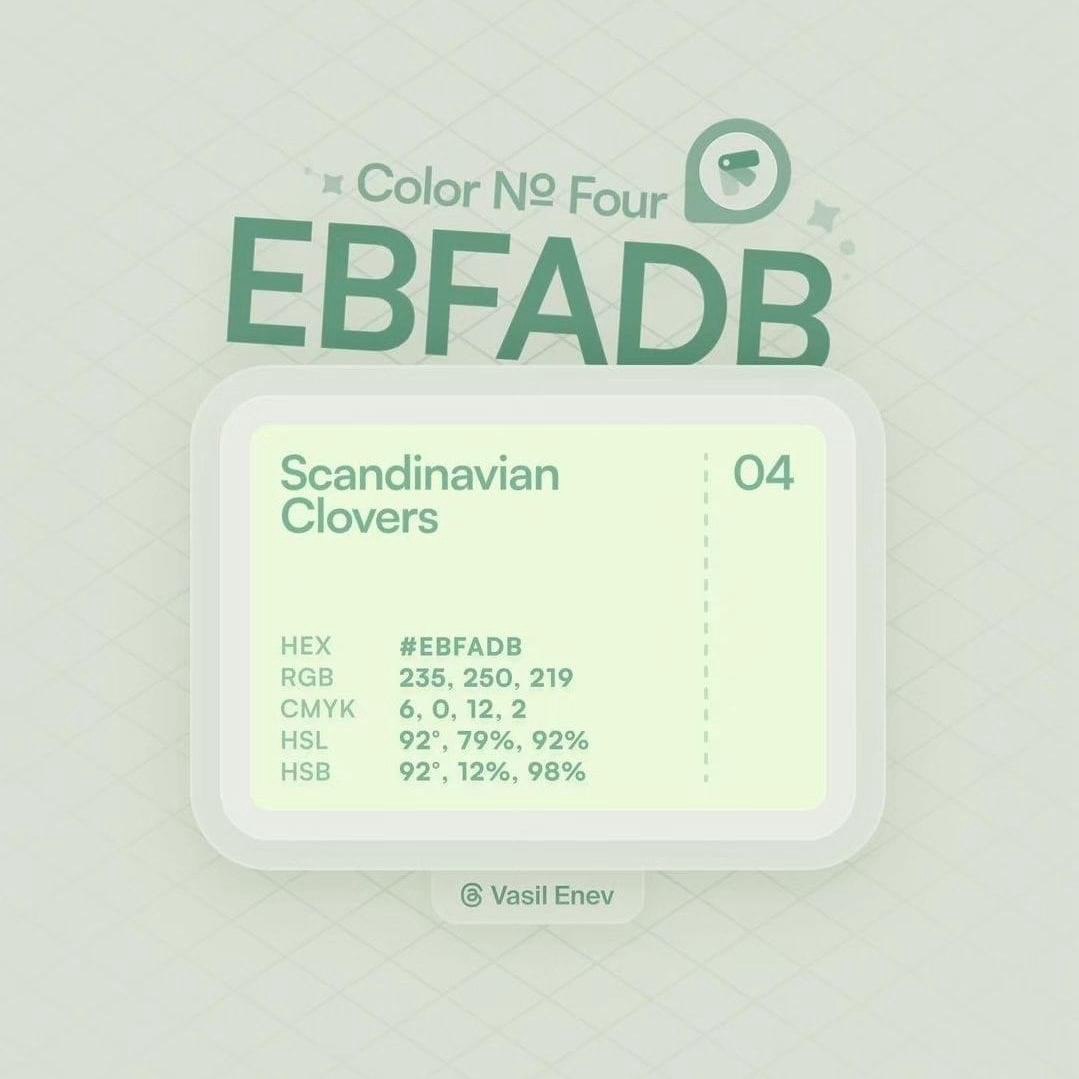 Color Nº Four
EBFADB
Scandinavian
Clovers
04
HEX #EBFADB
RGB 235, 250, 219
CMYK 6, 0, 12, 2
HSL 92°, 79%, 92%
HSB 92°, 12%, 98%
Vasil Enev